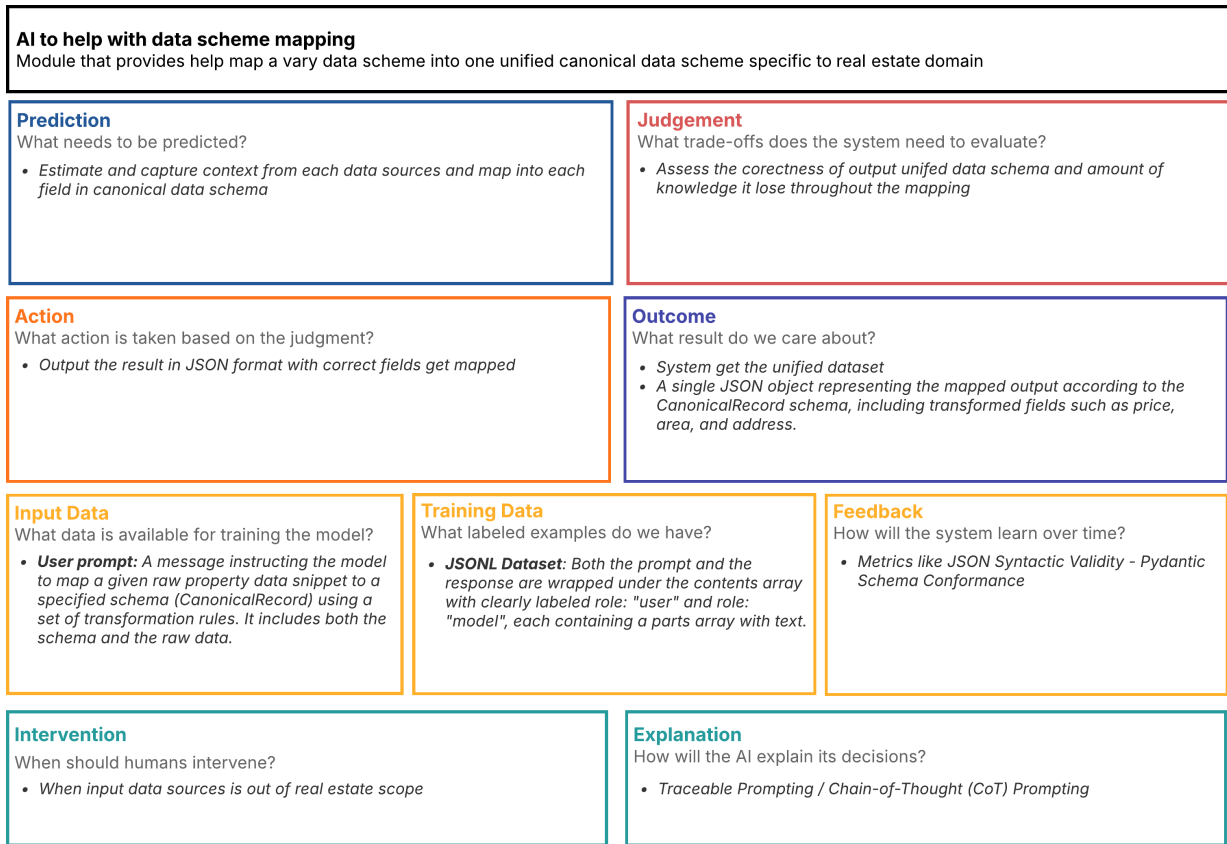 AI to help with data scheme mapping
Module that provides help map a vary data scheme into one unified canonical data scheme specific to real estate domain
Prediction
What needs to be predicted?
• Estimate and capture context from each data sources and map into each
field in canonical data schema
Judgement
What trade-offs does the system need to evaluate?
• Assess the corectness of output unifed data schema and amount of
knowledge it lose throughout the mapping
Action
What action is taken based on the judgment?
• Output the result in JSON format with correct fields get mapped
Outcome
What result do we care about?
• System get the unified dataset
• A single JSON object representing the mapped output according to the
CanonicalRecord schema, including transformed fields such as price,
area, and address.
Input Data
What data is available for training the model?
• User prompt: A message instructing the model
to map a given raw property data snippet to a
specified schema (CanonicalRecord) using a
set of transformation rules. It includes both the
schema and the raw data.
Training Data
What labeled examples do we have?
• JSONL Dataset: Both the prompt and the
response are wrapped under the contents array
with clearly labeled role: "user" and role:
"model", each containing a parts array with text.
Feedback
How will the system learn over time?
• Metrics like JSON Syntactic Validity - Pydantic
Schema Conformance
Intervention
When should humans intervene?
• When input data sources is out of real estate scope
Explanation
How will the AI explain its decisions?
• Traceable Prompting / Chain-of-Thought (CoT) Prompting